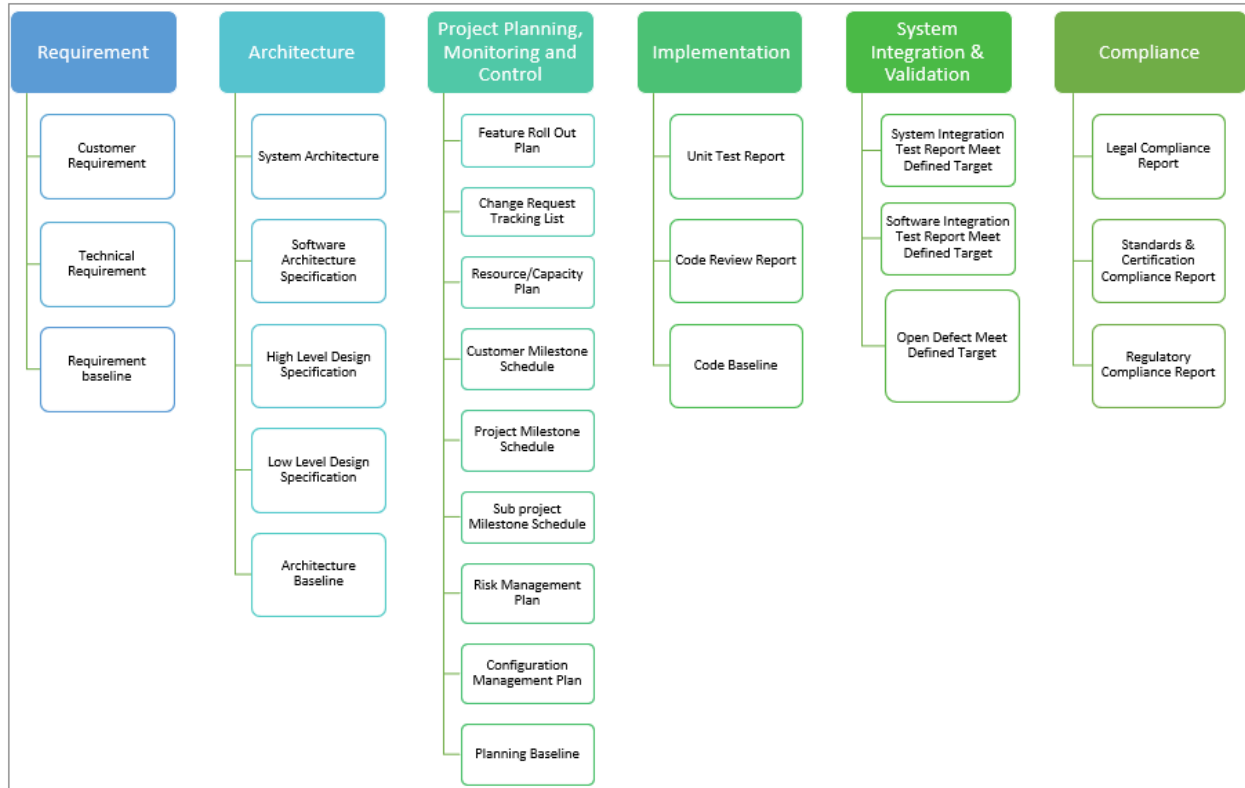 Requirement
Customer
Requirement
Technical
Requirement
Requirement
baseline
Architecture
System Architecture
Software
Architecture
Specification
High Level Design
Specification
Low Level Design
Specification
Architecture
Baseline
Project Planning,
Monitoring and
Control
Feature Roll Out
Plan
Change Request
Tracking List
Resource/Capacity
Plan
Customer Milestone
Schedule
Project Milestone
Schedule
Sub project
Milestone Schedule
Risk Management
Plan
Configuration
Management Plan
Planning Baseline
Implementation
Unit Test Report
Code Review Report
Code Baseline
System
Integration &
Validation
System Integration
Test Report Meet
Defined Target
Software Integration
Test Report Meet
Defined Target
Open Defect Meet
Defined Target
Compliance
Legal Compliance
Report
Standards &
Certification
Compliance Report
Regulatory
Compliance Report